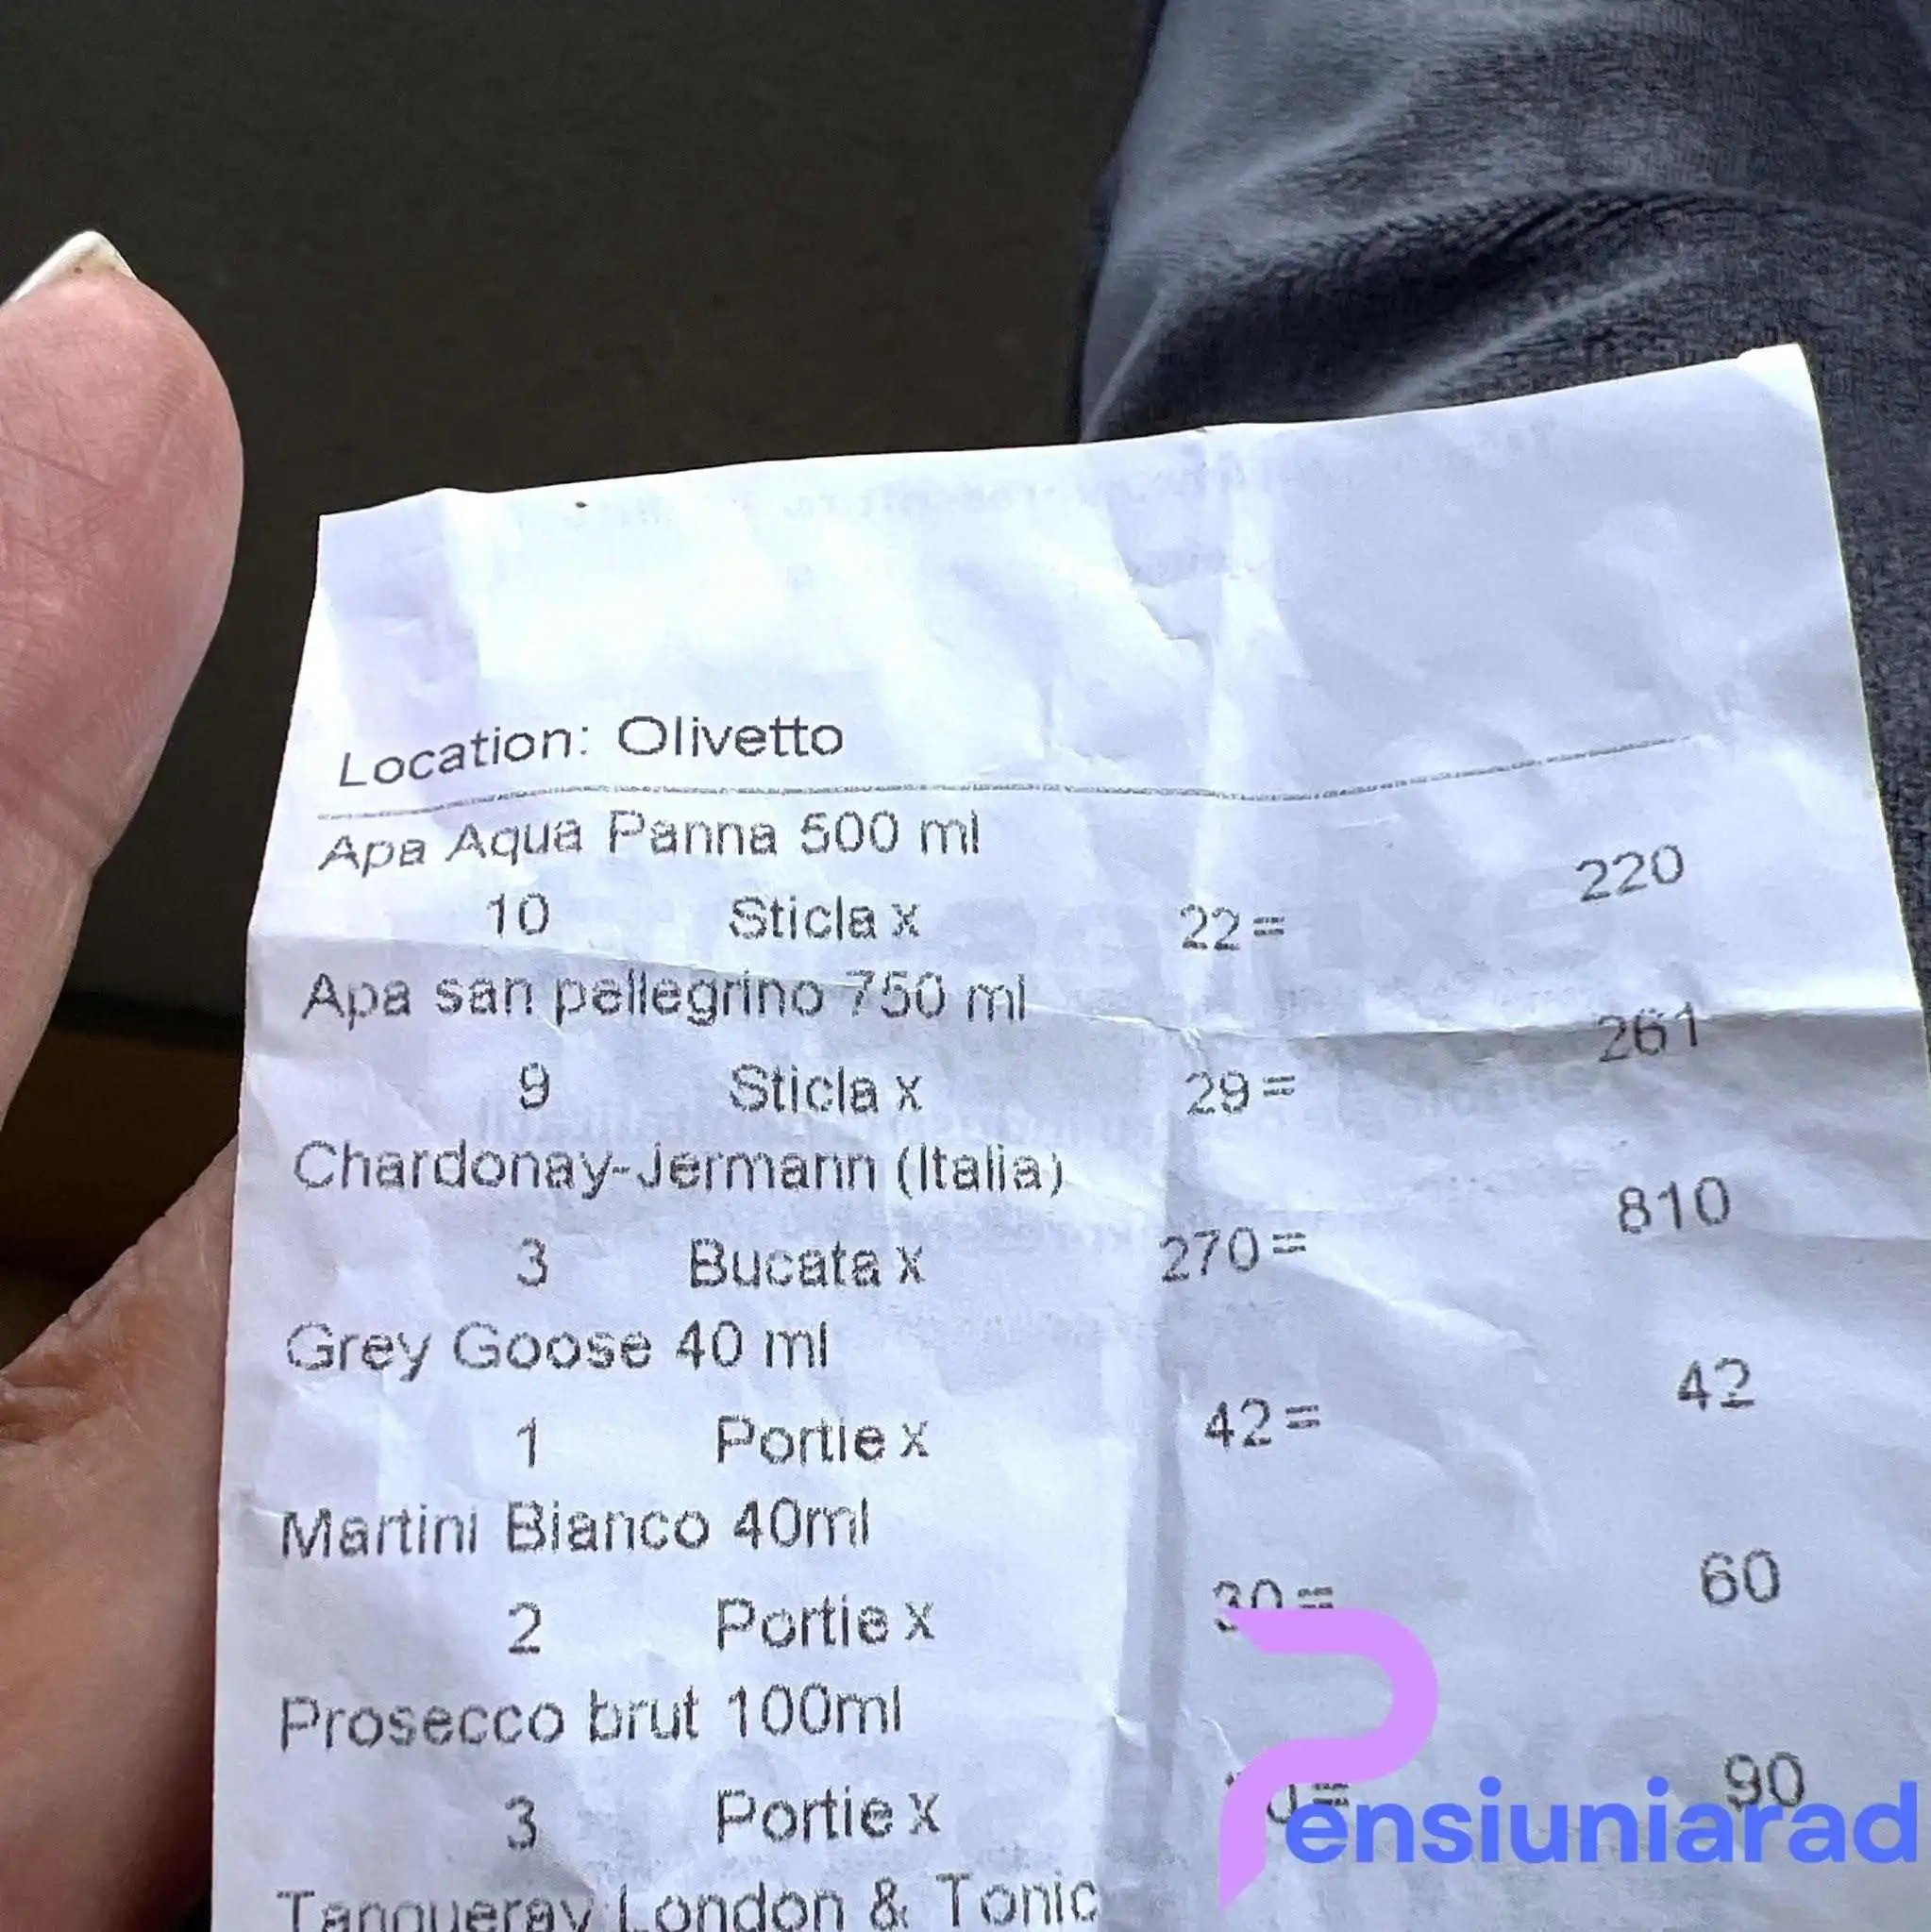 Location: Olivetto
Apa Aqua Panna 500 ml
10 Sticla x 22= 220
Apa san pellegrino 750 ml
9 Sticla x 29= 261
Chardonay-Jermann (Italia)
3 Bucata x 270= 810
Grey Goose 40 ml
1 Portie x 42= 42
Martini Bianco 40ml
2 Portie x 30= 60
Prosecco brut 100ml
3 Portie x 90
Tanqueray London & Tonic
Pensiuniarad